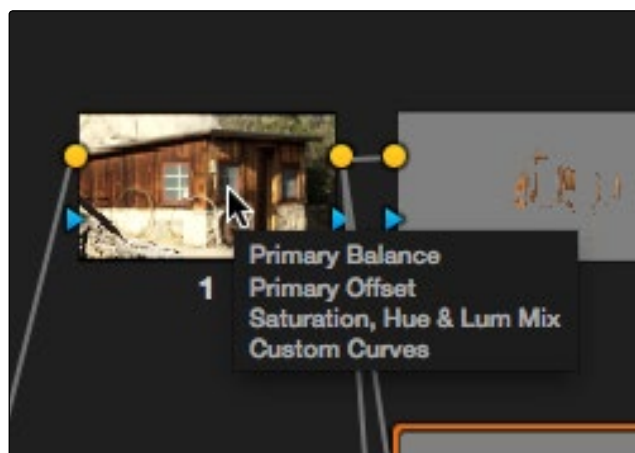 1
Primary Balance
Primary Offset
Saturation, Hue & Lum Mix
Custom Curves